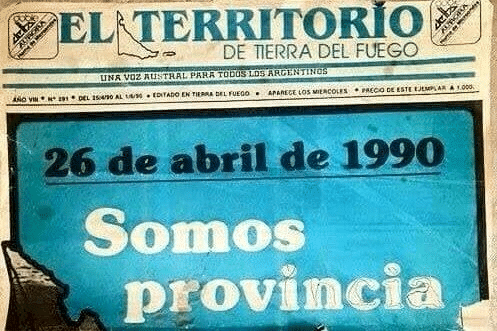 EL TERRITORIO
DE TIERRA DEL FUEGO
UNA VOZ AUSTRAL PARA TODOS LOS ARGENTINOS
AÑO VIII • Nº 291 • DEL 25/4/90 AL 1/5/90 • EDITADO EN TIERRA DEL FUEGO • APARECE LOS MIERCOLES • PRECIO DE ESTE EJEMPLAR A 1.000.
26 de abril de 1990
Somos
provincia